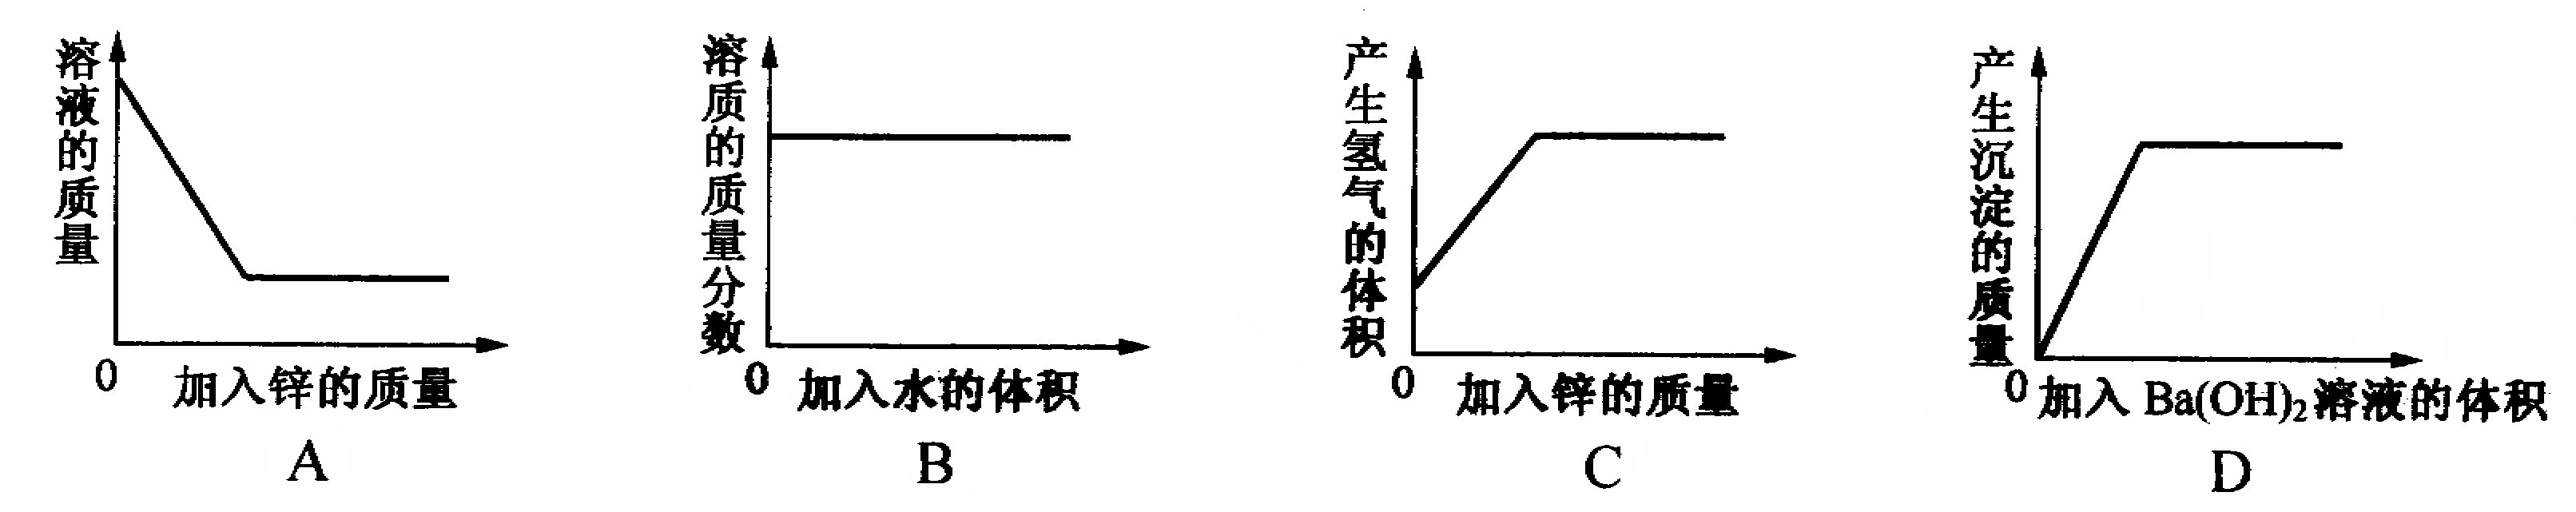 溶液的质量
0
加入锌的质量
A
溶质的质量分数
0
加入水的体积
B
产生氢气的体积
0
加入锌的质量
C
产生沉淀的质量
0
加入 Ba(OH)₂溶液的体积
D